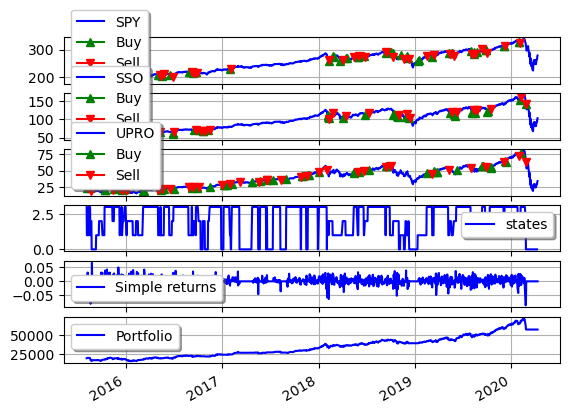 SPY
Buy
Sell
300
200
SSO
Buy
Sell
150
100
50
UPRO
Buy
Sell
75
50
25
states
2.5
0.0
Simple returns
0.05
0.00
−0.05
Portfolio
50000
25000
2016 2017 2018 2019 2020